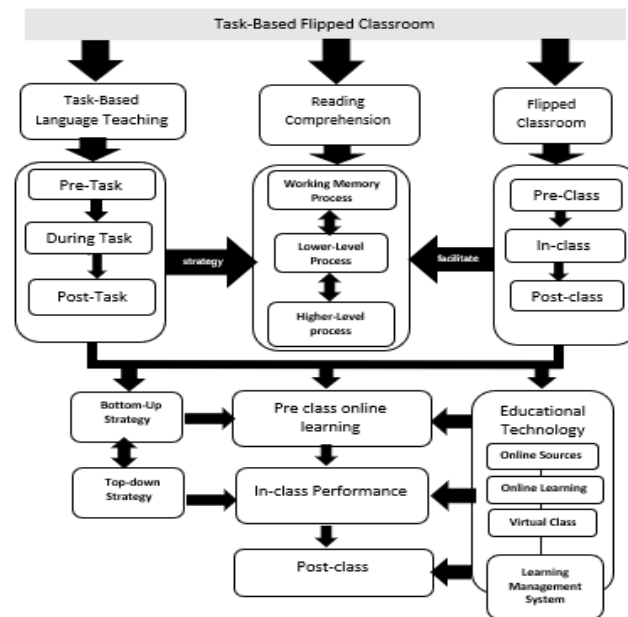 Task-Based Flipped Classroom
Task-Based
Language Teaching
Reading
Comprehension
Flipped
Classroom
Pre-Task
During Task
Post-Task
strategy
Working Memory
Process
Lower-Level
Process
Higher-Level
process
facilitate
Pre-Class
In-class
Post-class
Bottom-Up
Strategy
Top-down
Strategy
Pre class online
learning
In-class Performance
Post-class
Educational
Technology
Online Sources
Online Learning
Virtual Class
Learning
Management
System